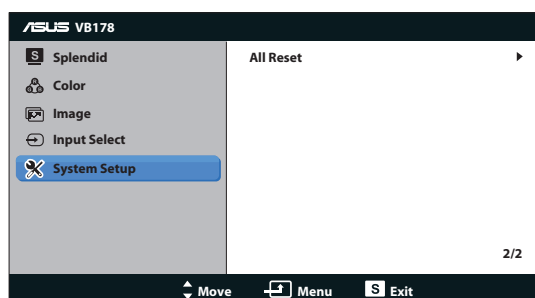 ASUS VB178
S Splendid
Color
Image
Input Select
System Setup
All Reset
2/2
Move Menu S Exit